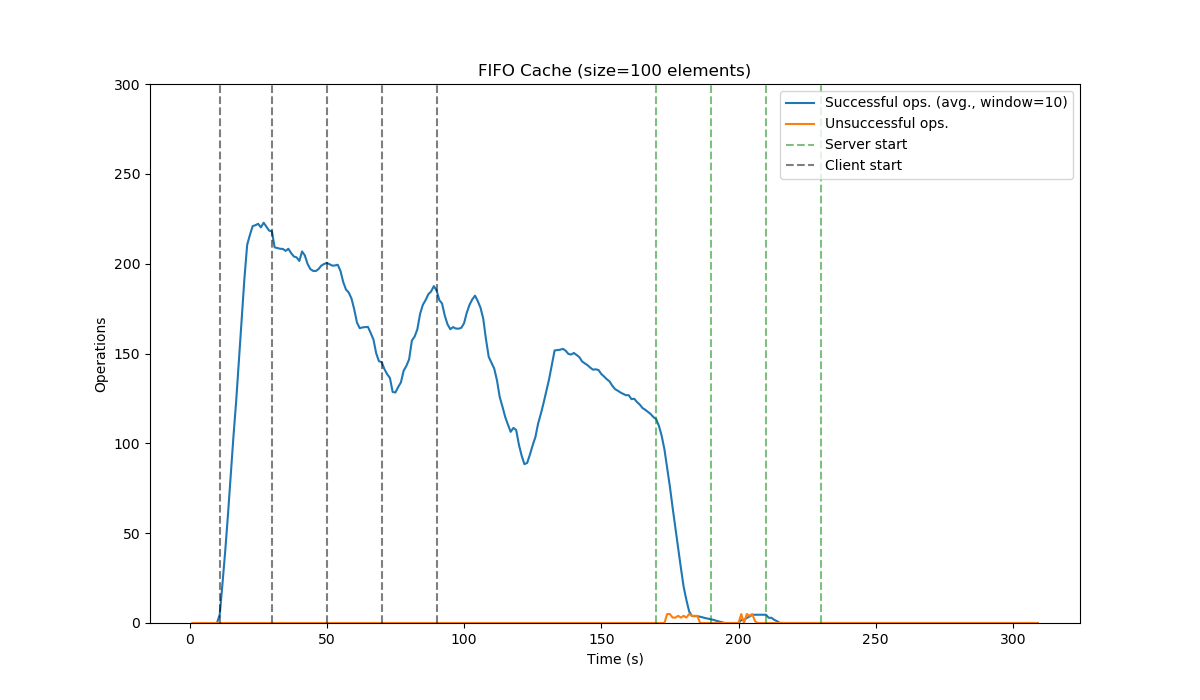 FIFO Cache (size=100 elements)
300
250
200
150
100
50
0
Operations
Successful ops. (avg., window=10)
Unsuccessful ops.
Server start
Client start
0
50
100
150
200
250
300
Time (s)